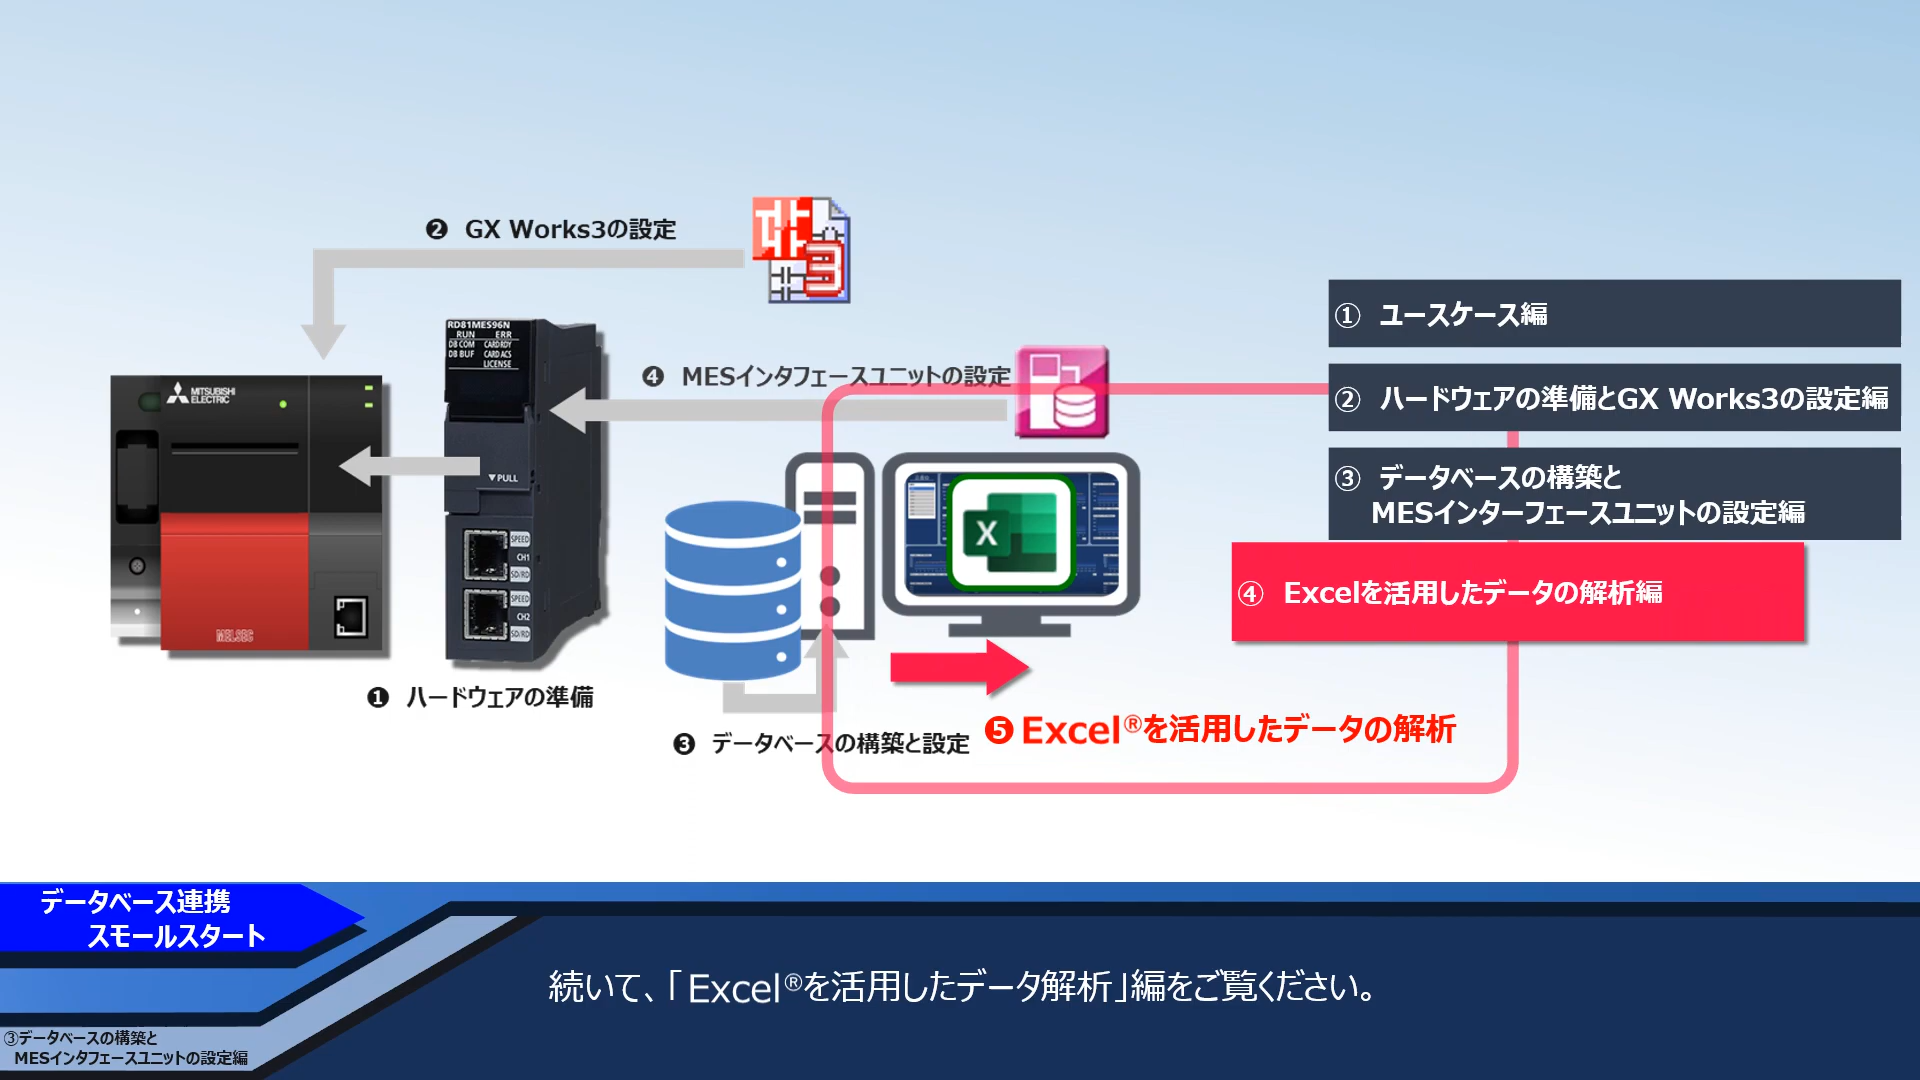 ❷ GX Works3の設定
RD81MES96N
RUN ERR
DB COM CARD RDY
DB BUF CARD ACS
LICENSE
MITSUBISHI
ELECTRIC
❹ MESインタフェースユニットの設定
▼PULL
SPEED
CH1
SD/RD
SPEED
CH2
SD/RD
MELSEC
X
❶ ハードウェアの準備
❸ データベースの構築と設定
❺ Excel®を活用したデータの解析
① ユースケース編
② ハードウェアの準備とGX Works3の設定編
③ データベースの構築と
MESインターフェースユニットの設定編
④ Excelを活用したデータの解析編
データベース連携
スモールスタート
続いて、「Excel®を活用したデータ解析」編をご覧ください。
③データベースの構築と
MESインタフェースユニットの設定編